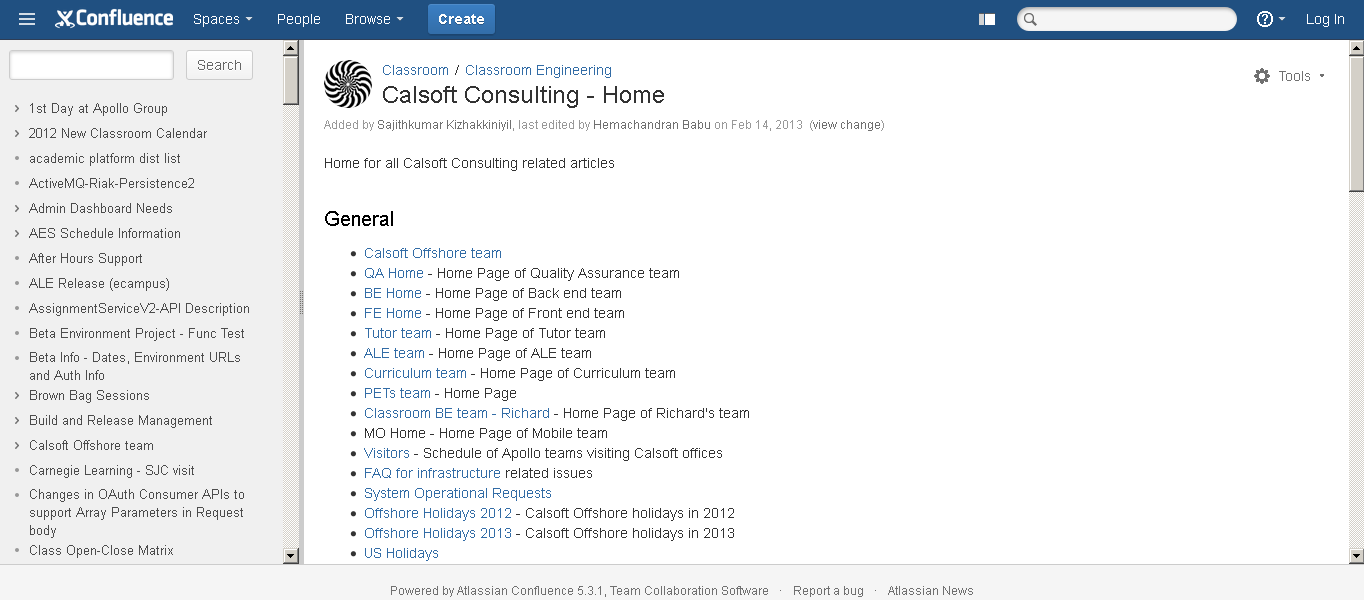 Confluence Spaces People Browse Create Log In
Search
1st Day at Apollo Group
2012 New Classroom Calendar
academic platform dist list
ActiveMQ-Riak-Persistence2
Admin Dashboard Needs
AES Schedule Information
After Hours Support
ALE Release (ecampus)
AssignmentServiceV2-API Description
Beta Environment Project - Func Test
Beta Info - Dates, Environment URLs
and Auth Info
Brown Bag Sessions
Build and Release Management
Calsoft Offshore team
Carnegie Learning - SJC visit
Changes in OAuth Consumer APIs to
support Array Parameters in Request
body
Class Open-Close Matrix
Classroom / Classroom Engineering
Calsoft Consulting - Home
Tools
Added by Sajithkumar Kizhakkiniyil, last edited by Hemachandran Babu on Feb 14, 2013 (view change)
Home for all Calsoft Consulting related articles
General
Calsoft Offshore team
QA Home - Home Page of Quality Assurance team
BE Home - Home Page of Back end team
FE Home - Home Page of Front end team
Tutor team - Home Page of Tutor team
ALE team - Home Page of ALE team
Curriculum team - Home Page of Curriculum team
PETs team - Home Page
Classroom BE team - Richard - Home Page of Richard's team
MO Home - Home Page of Mobile team
Visitors - Schedule of Apollo teams visiting Calsoft offices
FAQ for infrastructure related issues
System Operational Requests
Offshore Holidays 2012 - Calsoft Offshore holidays in 2012
Offshore Holidays 2013 - Calsoft Offshore holidays in 2013
US Holidays
Powered by Atlassian Confluence 5.3.1, Team Collaboration Software · Report a bug · Atlassian News